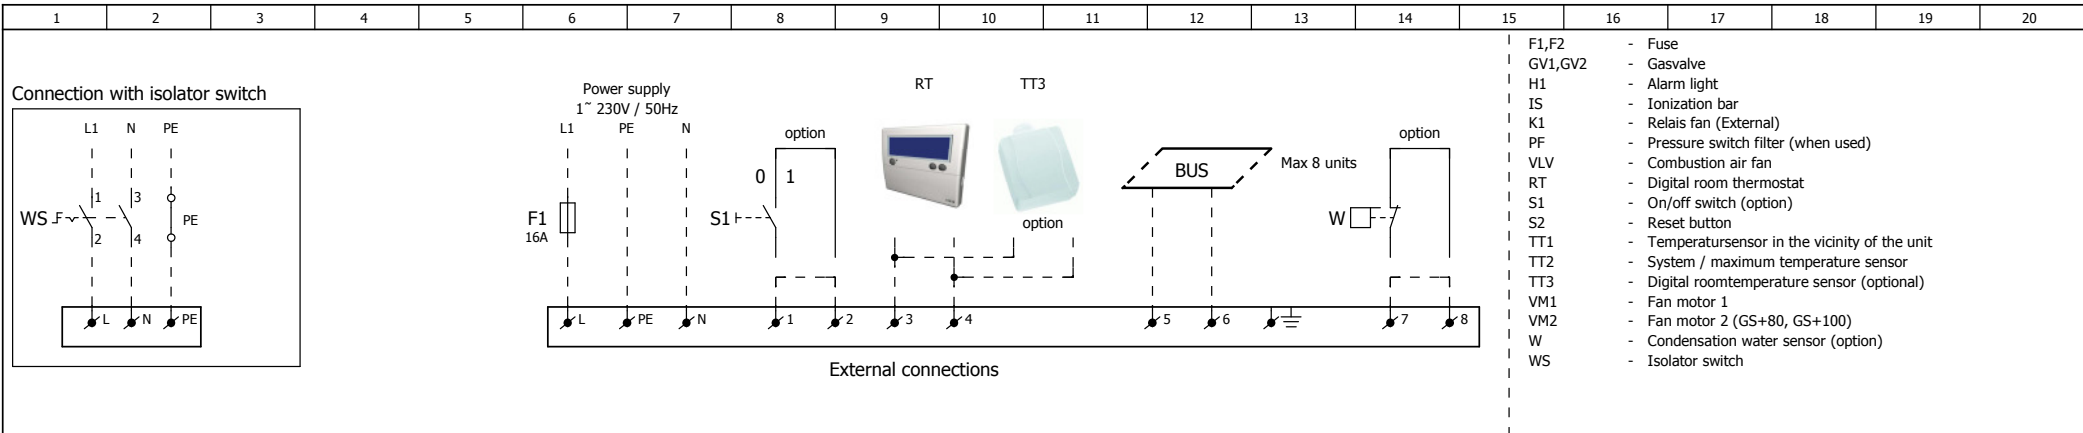 1 2 3 4 5 6 7 8 9 10 11 12 13 14 15 16 17 18 19 20
Connection with isolator switch
L1 N PE
1 3
WS PE
2 4
L N PE
Power supply
1~ 230V / 50Hz
L1 PE N
F1
16A
option
0 1
S1
RT TT3
option
BUS
Max 8 units
option
W
L PE N 1 2 3 4 5 6 7 8
External connections
F1,F2 - Fuse
GV1,GV2 - Gasvalve
H1 - Alarm light
IS - Ionization bar
K1 - Relais fan (External)
PF - Pressure switch filter (when used)
VLV - Combustion air fan
RT - Digital room thermostat
S1 - On/off switch (option)
S2 - Reset button
TT1 - Temperatursensor in the vicinity of the unit
TT2 - System / maximum temperature sensor
TT3 - Digital roomtemperature sensor (optional)
VM1 - Fan motor 1
VM2 - Fan motor 2 (GS+80, GS+100)
W - Condensation water sensor (option)
WS - Isolator switch